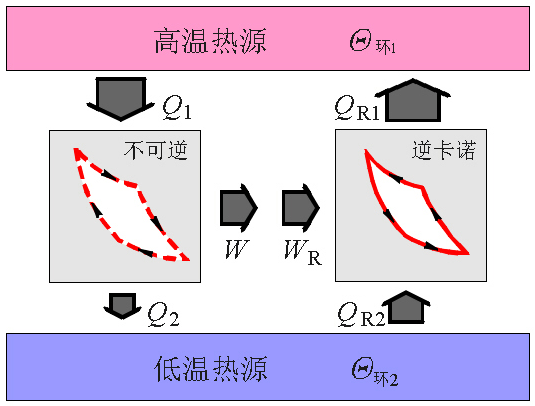 高温热源 Θ环1
Q1 QR1
不可逆 逆卡诺
W WR
Q2 QR2
低温热源 Θ环2